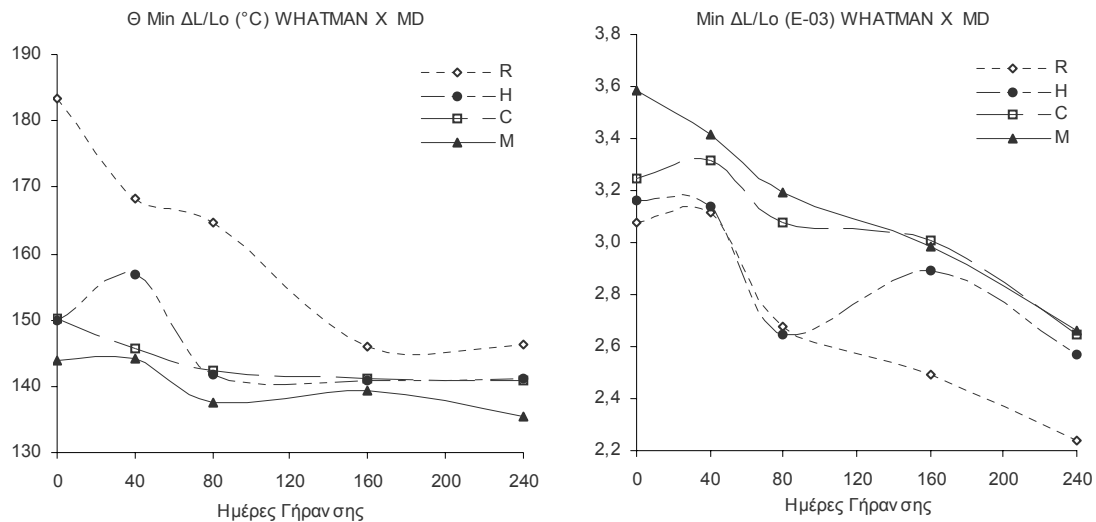 Θ Min ΔL/Lo (°C) WHATMAN X MD
190
180
170
160
150
140
130
0 40 80 120 160 200 240
Ημέρες Γήρανσης
R
H
C
M
Min ΔL/Lo (E-03) WHATMAN X MD
3,8
3,6
3,4
3,2
3,0
2,8
2,6
2,4
2,2
0 40 80 120 160 200 240
Ημέρες Γήρανσης
R
H
C
M